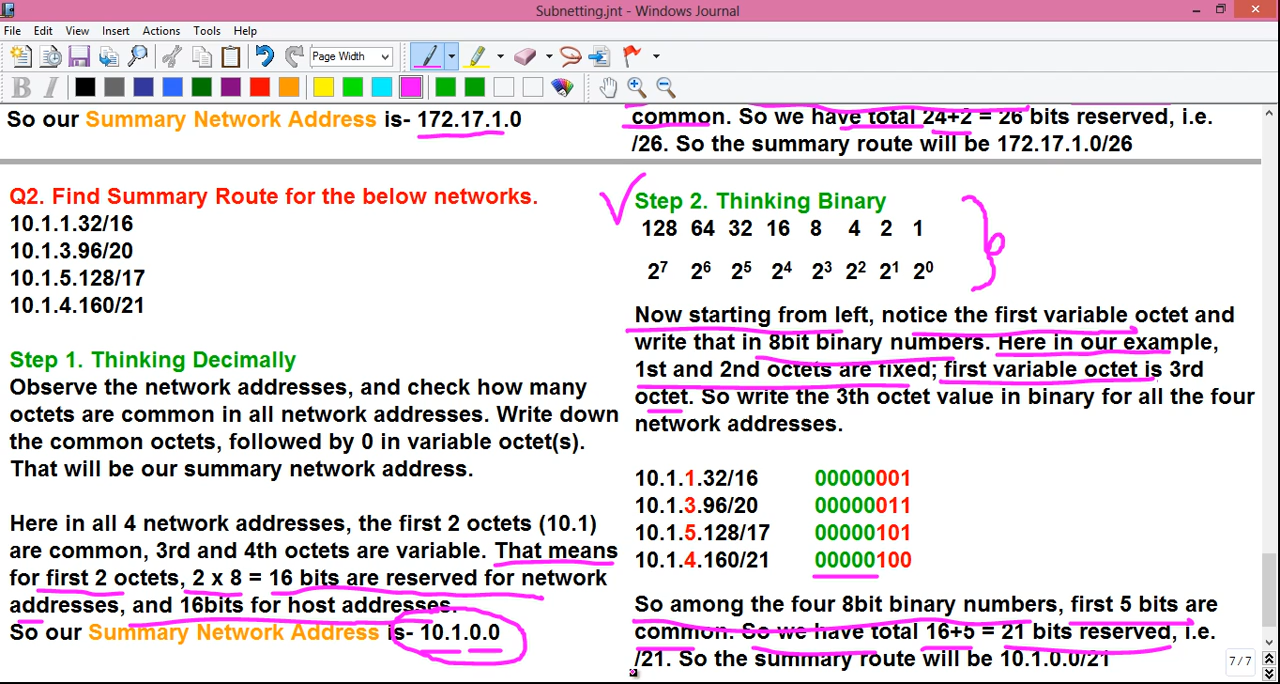 Subnetting.jnt - Windows Journal
File Edit View Insert Actions Tools Help
Page Width
B I
So our Summary Network Address is- 172.17.1.0
Q2. Find Summary Route for the below networks.
10.1.1.32/16
10.1.3.96/20
10.1.5.128/17
10.1.4.160/21
Step 1. Thinking Decimally
Observe the network addresses, and check how many
octets are common in all network addresses. Write down
the common octets, followed by 0 in variable octet(s).
That will be our summary network address.
Here in all 4 network addresses, the first 2 octets (10.1)
are common, 3rd and 4th octets are variable. That means
for first 2 octets, 2 x 8 = 16 bits are reserved for network
addresses, and 16bits for host addresses.
So our Summary Network Address is- 10.1.0.0
common. So we have total 24+2 = 26 bits reserved, i.e.
/26. So the summary route will be 172.17.1.0/26
Step 2. Thinking Binary
128 64 32 16 8 4 2 1
2⁷ 2⁶ 2⁵ 2⁴ 2³ 2² 2¹ 2⁰
b
Now starting from left, notice the first variable octet and
write that in 8bit binary numbers. Here in our example,
1st and 2nd octets are fixed; first variable octet is 3rd
octet. So write the 3th octet value in binary for all the four
network addresses.
10.1.1.32/16 00000001
10.1.3.96/20 00000011
10.1.5.128/17 00000101
10.1.4.160/21 00000100
So among the four 8bit binary numbers, first 5 bits are
common. So we have total 16+5 = 21 bits reserved, i.e.
/21. So the summary route will be 10.1.0.0/21
7/7